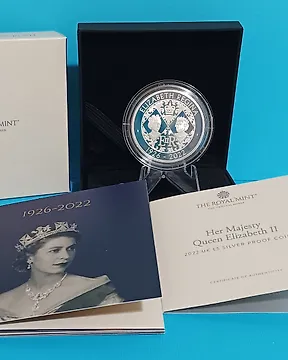 MINT
ELIZABETH REGINA
1926 - 2022
1926-2022
THE ROYAL MINT
Her Majesty
Queen Elizabeth II
2022 UK £5 SILVER PROOF COIN
CERTIFICATE OF AUTHENTICITY